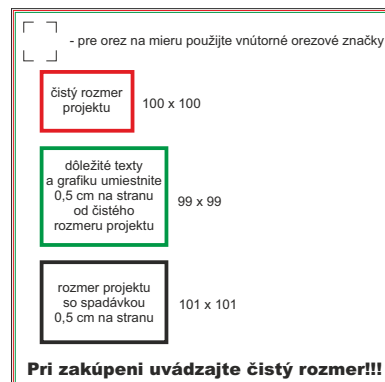 - pre orez na mieru použijte vnútorné orezové značky
čistý rozmer
projektu
100 x 100
dôležité texty
a grafiku umiestnite
0,5 cm na stranu
od čistého
rozmeru projektu
99 x 99
rozmer projektu
so spadávkou
0,5 cm na stranu
101 x 101
Pri zakúpeni uvádzajte čistý rozmer!!!